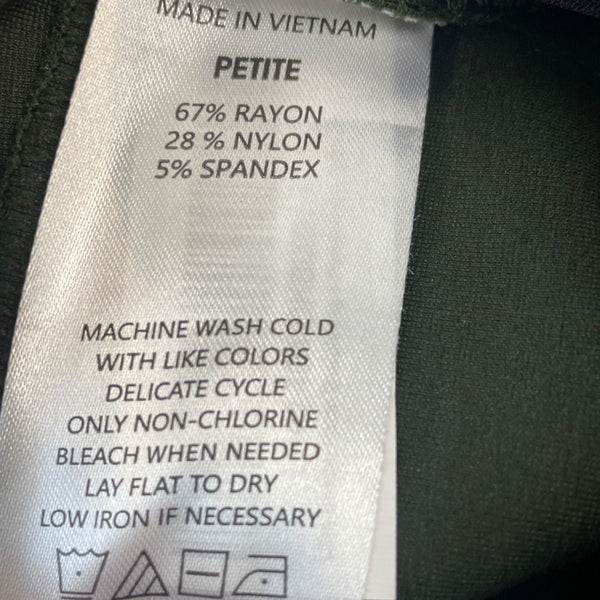 MADE IN VIETNAM
PETITE
67% RAYON
28 % NYLON
5% SPANDEX
MACHINE WASH COLD
WITH LIKE COLORS
DELICATE CYCLE
ONLY NON-CHLORINE
BLEACH WHEN NEEDED
LAY FLAT TO DRY
LOW IRON IF NECESSARY